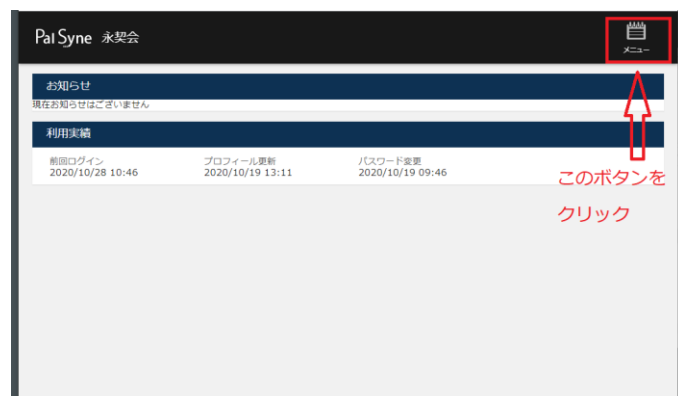 Pal Syne 永契会
メニュー
お知らせ
現在お知らせはございません
利用実績
前回ログイン プロフィール更新 パスワード変更
2020/10/28 10:46 2020/10/19 13:11 2020/10/19 09:46
このボタンを
クリック